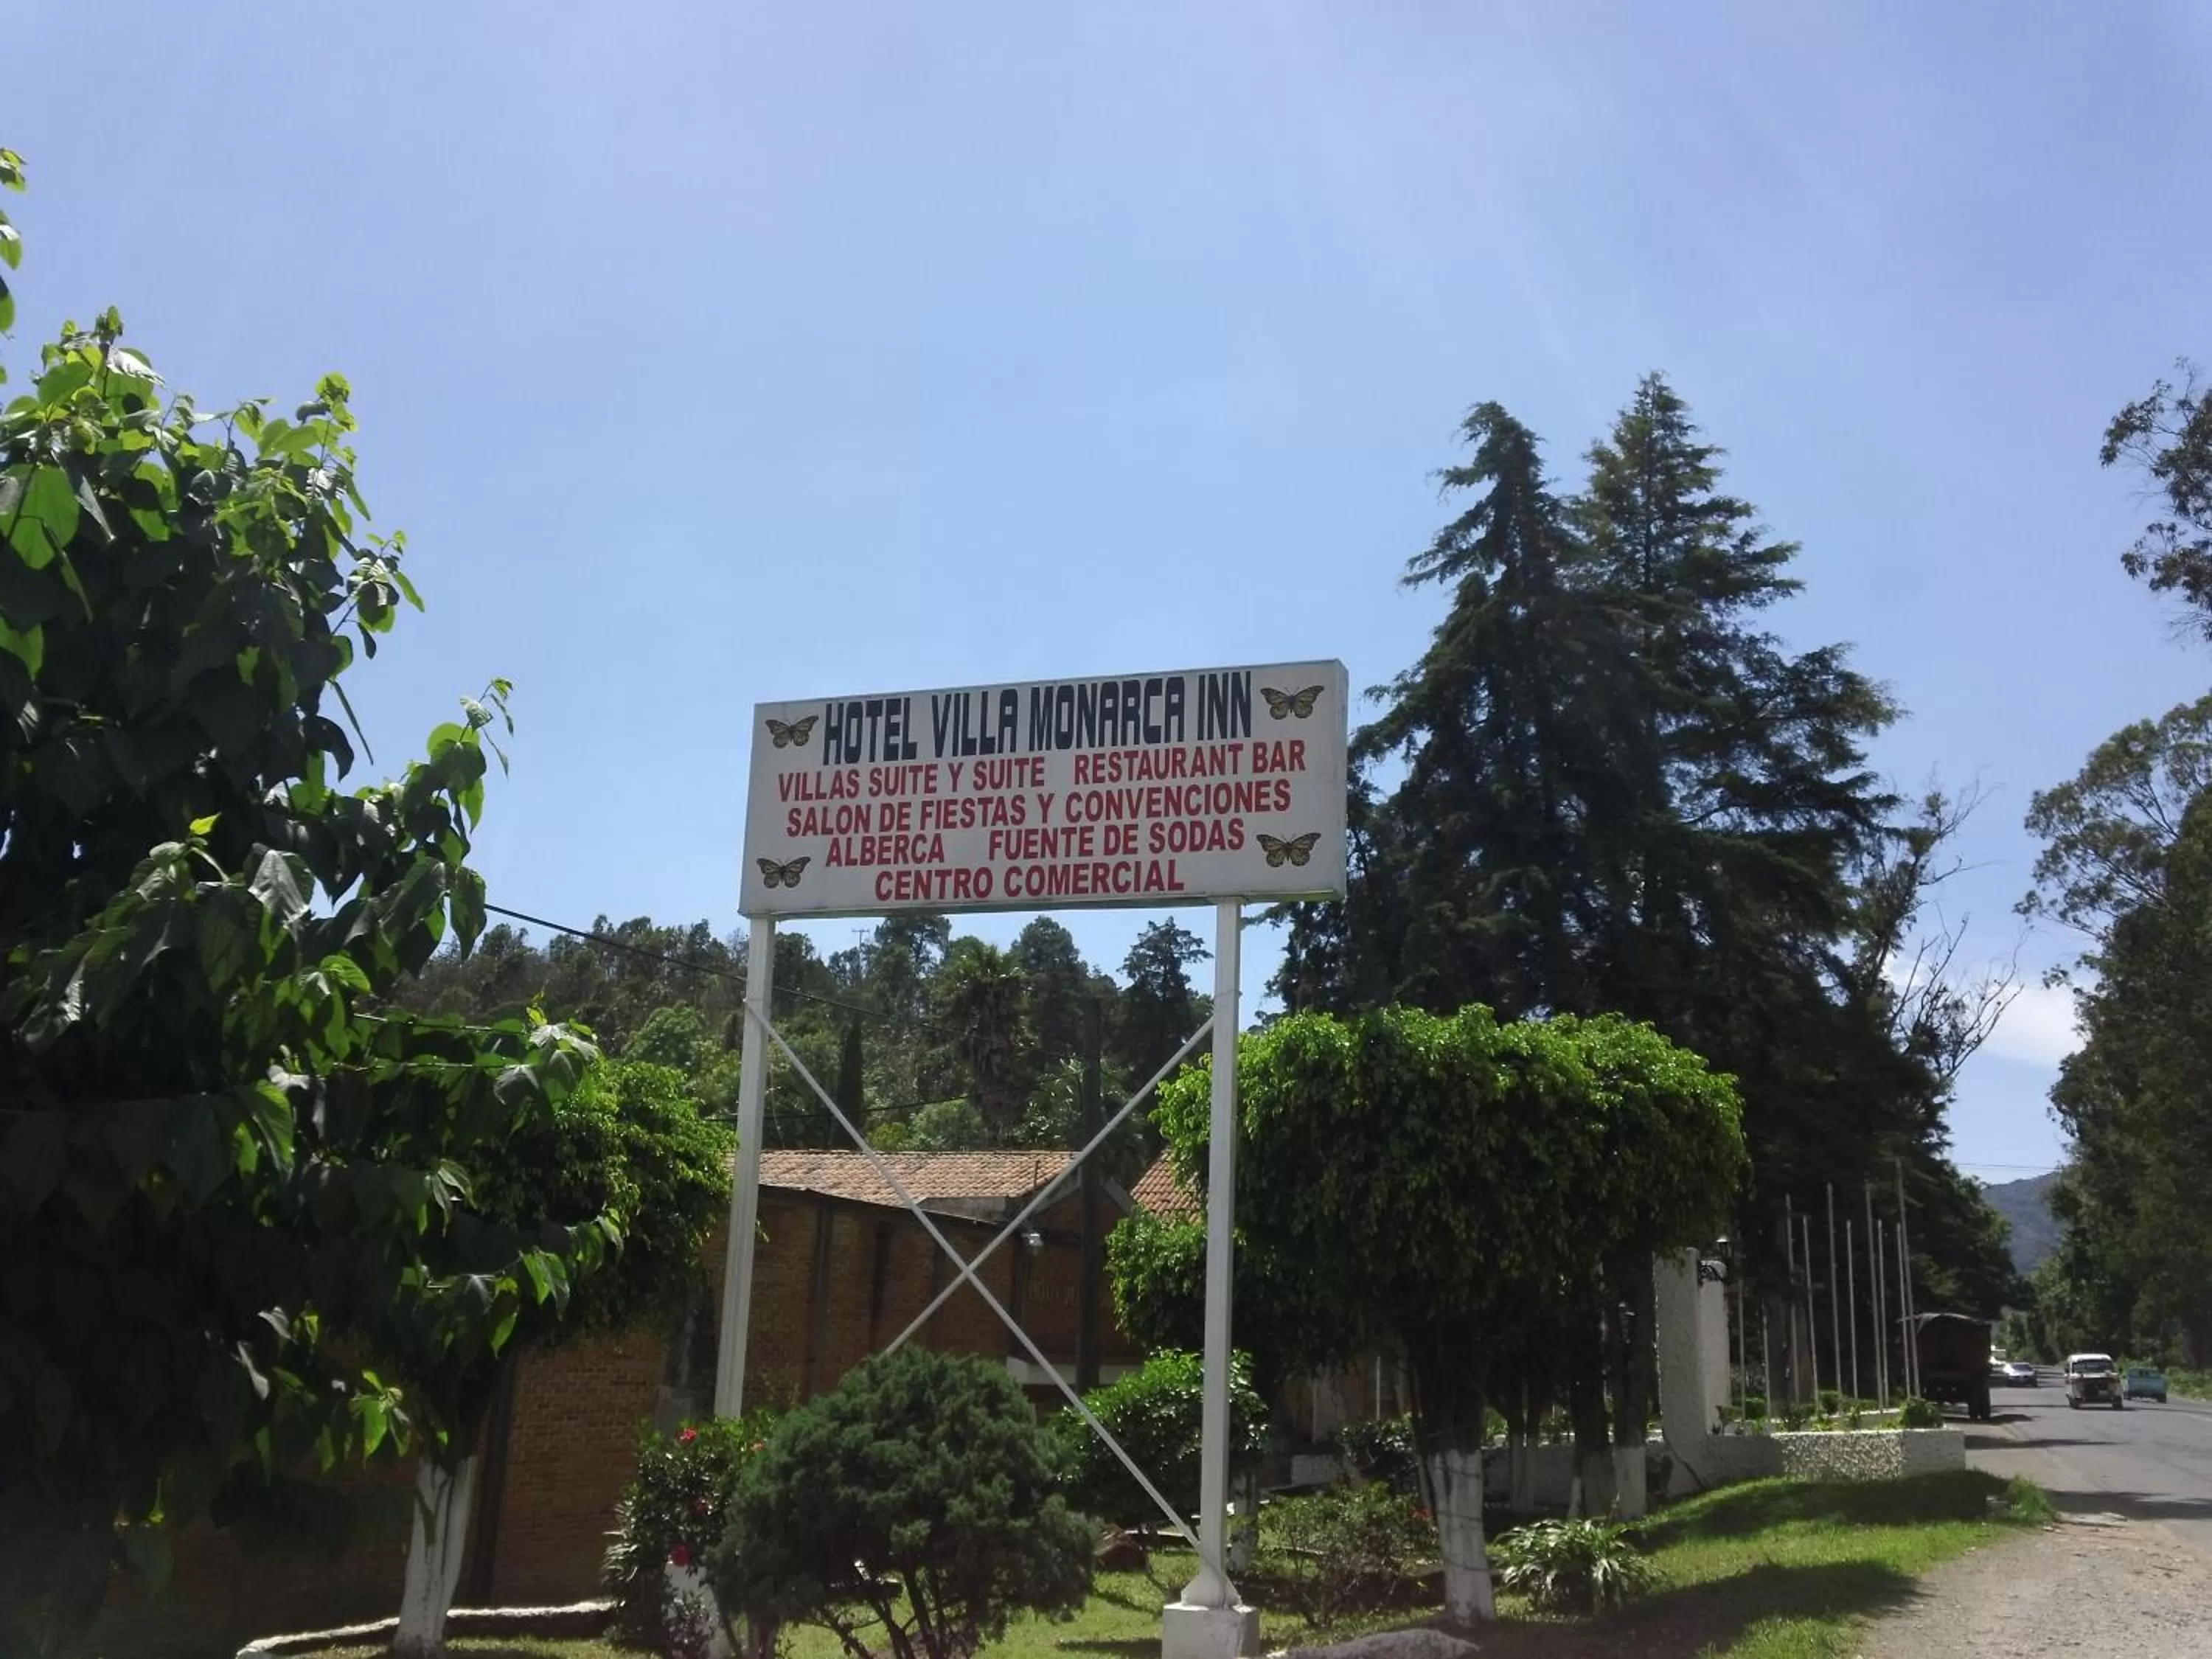 HOTEL VILLA MONARCA INN
VILLAS SUITE Y SUITE RESTAURANT BAR
SALON DE FIESTAS Y CONVENCIONES
ALBERCA FUENTE DE SODAS
CENTRO COMERCIAL